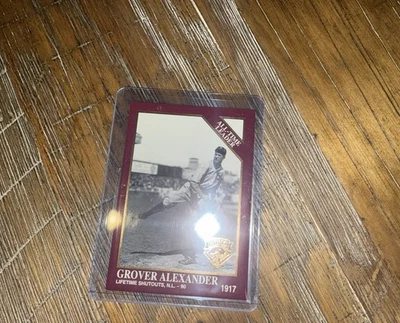 ALL-TIME
LEADER
GROVER ALEXANDER
LIFETIME SHUTOUTS, N.L. - 90
1917